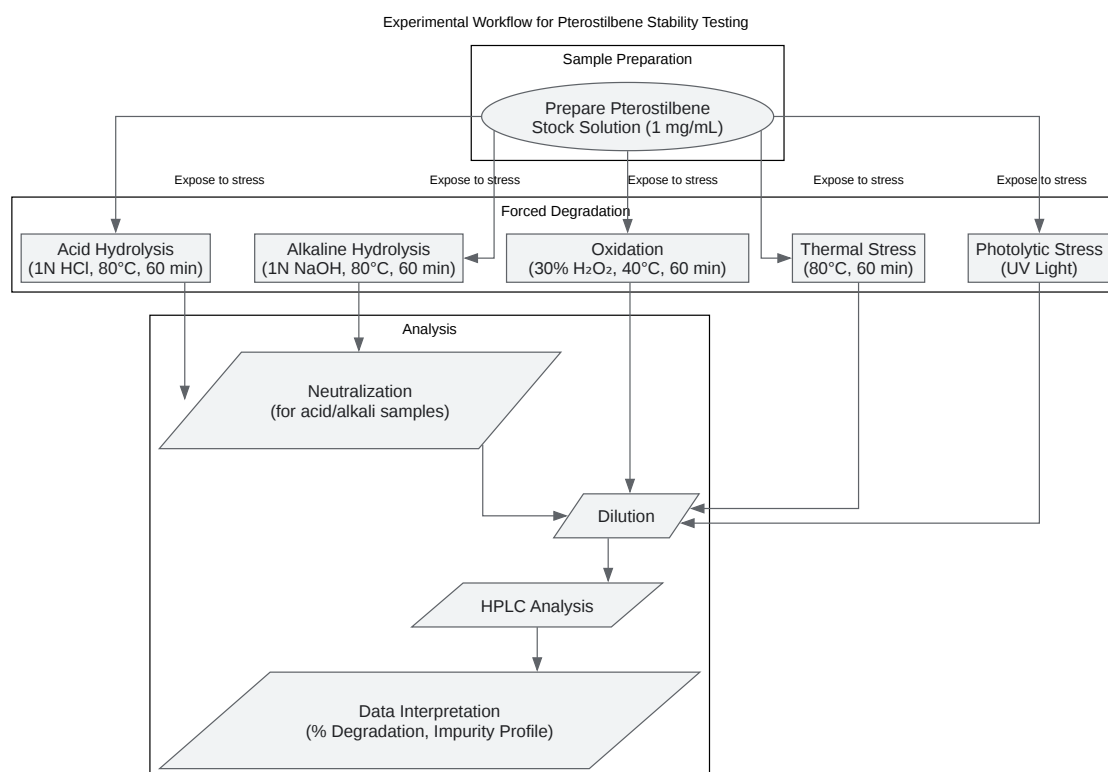 Experimental Workflow for Pterostilbene Stability Testing
Sample Preparation
Prepare Pterostilbene
Stock Solution (1 mg/mL)
Expose to stress
Expose to stress
Expose to stress
Expose to stress
Expose to stress
Forced Degradation
Acid Hydrolysis
(1N HCl, 80°C, 60 min)
Alkaline Hydrolysis
(1N NaOH, 80°C, 60 min)
Oxidation
(30% H₂O₂, 40°C, 60 min)
Thermal Stress
(80°C, 60 min)
Photolytic Stress
(UV Light)
Analysis
Neutralization
(for acid/alkali samples)
Dilution
HPLC Analysis
Data Interpretation
(% Degradation, Impurity Profile)